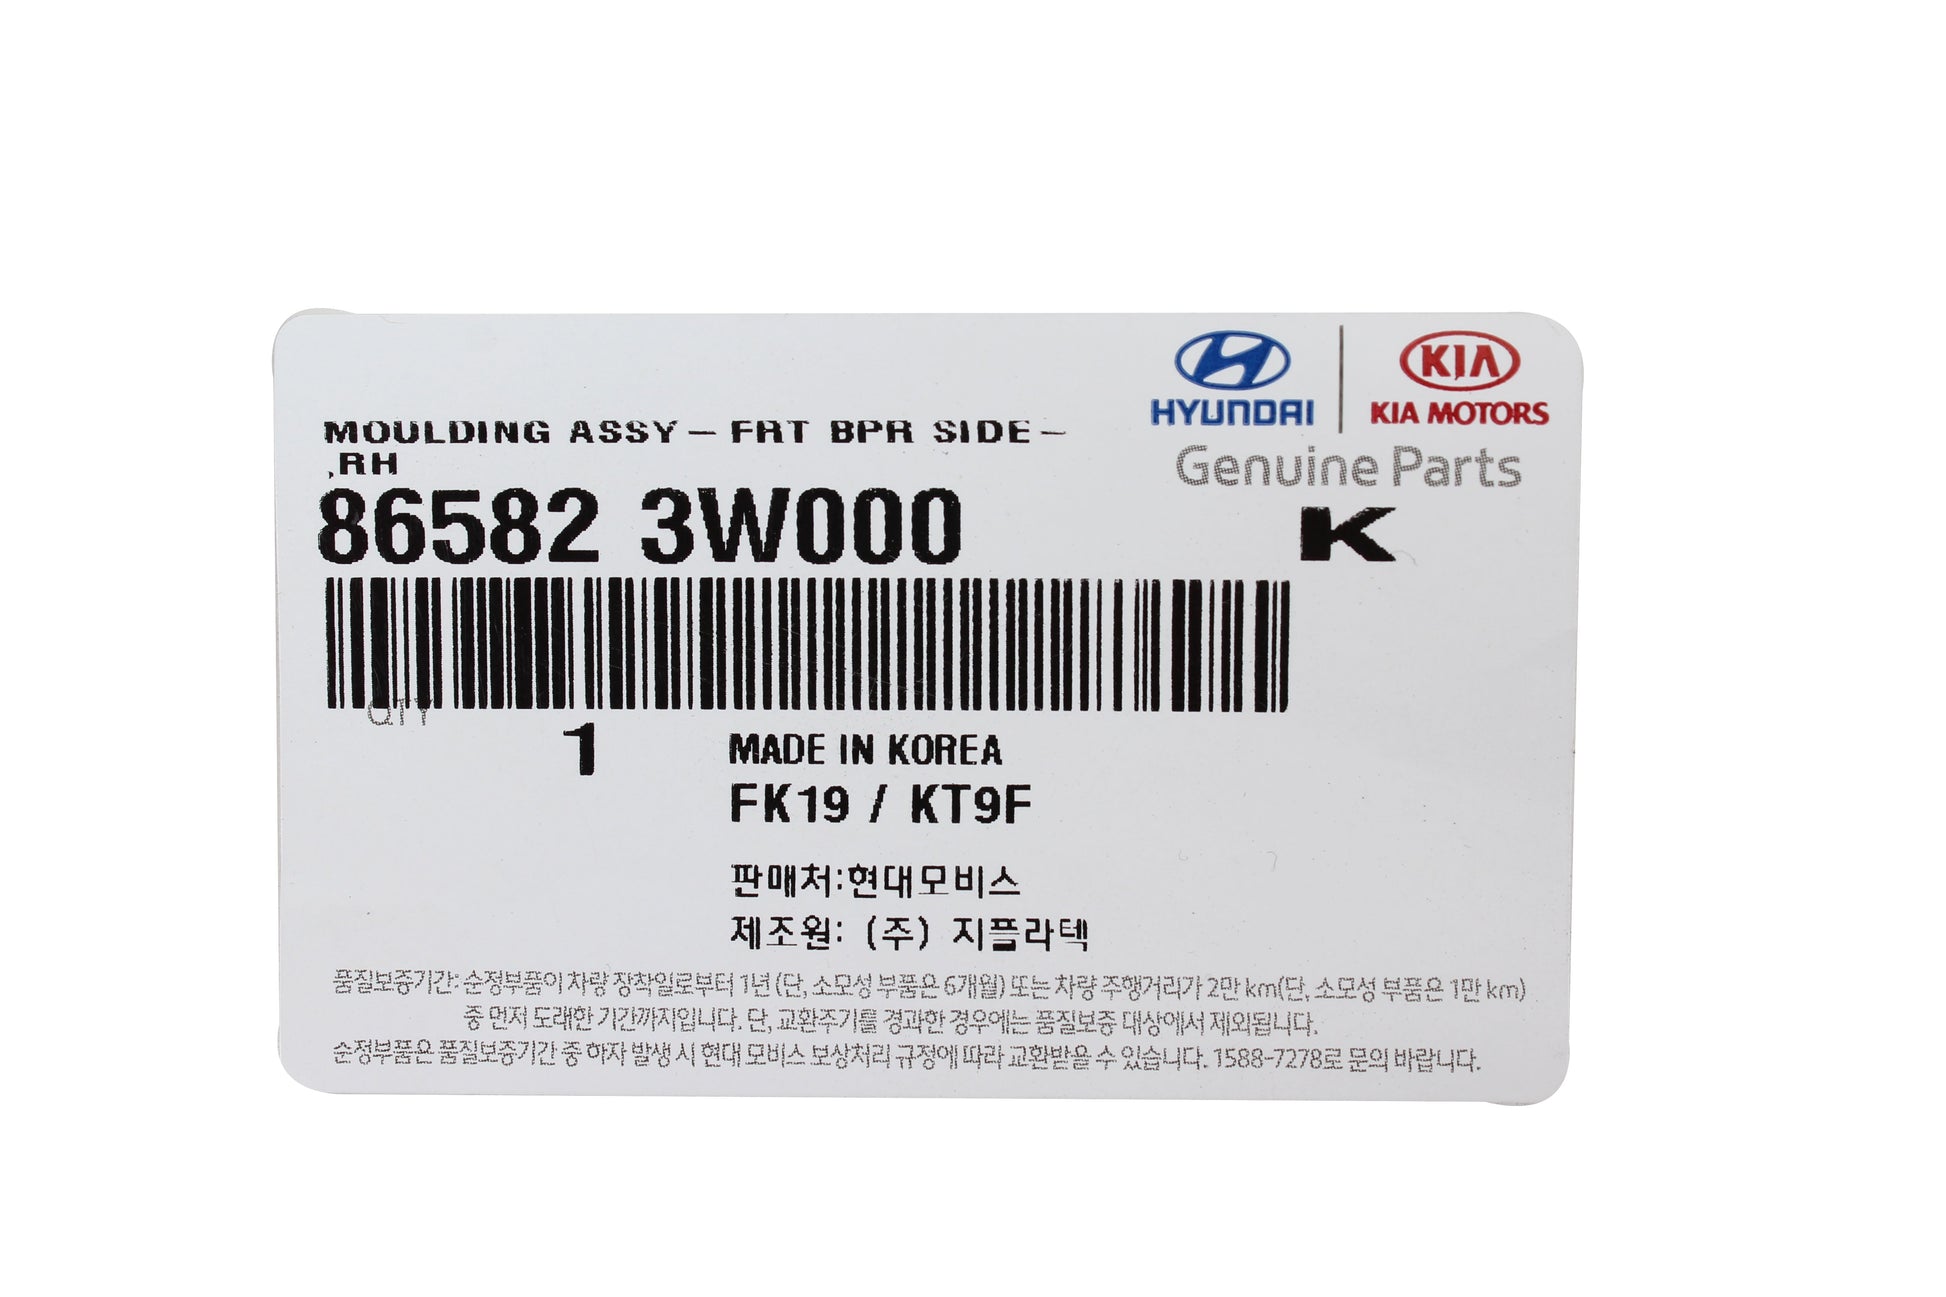 HYUNDAI
KIA
KIA MOTORS
Genuine Parts
MOULDING ASSY-FRT BPR SIDE-
,RH
86582 3W000 K
QTY
1
MADE IN KOREA
FK19 / KT9F
판매처:현대모비스
제조원: (주) 지플라텍
품질보증기간: 순정부품이 차량 장착일로부터 1년 (단, 소모성 부품은 6개월) 또는 차량 주행거리가 2만 km(단, 소모성 부품은 1만 km)
중 먼저 도래한 기간까지입니다. 단, 교환주기를 경과한 경우에는 품질보증 대상에서 제외됩니다.
순정부품은 품질보증기간 중 하자 발생 시 현대 모비스 보상처리 규정에 따라 교환받을 수 있습니다. 1588-7278로 문의 바랍니다.